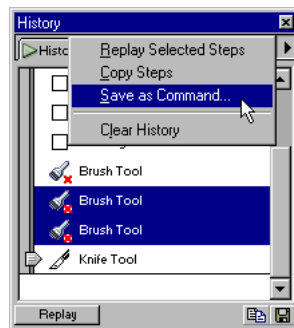 History
Histo
Replay Selected Steps
Copy Steps
Save as Command...
Clear History
Brush Tool
Brush Tool
Brush Tool
Knife Tool
Replay